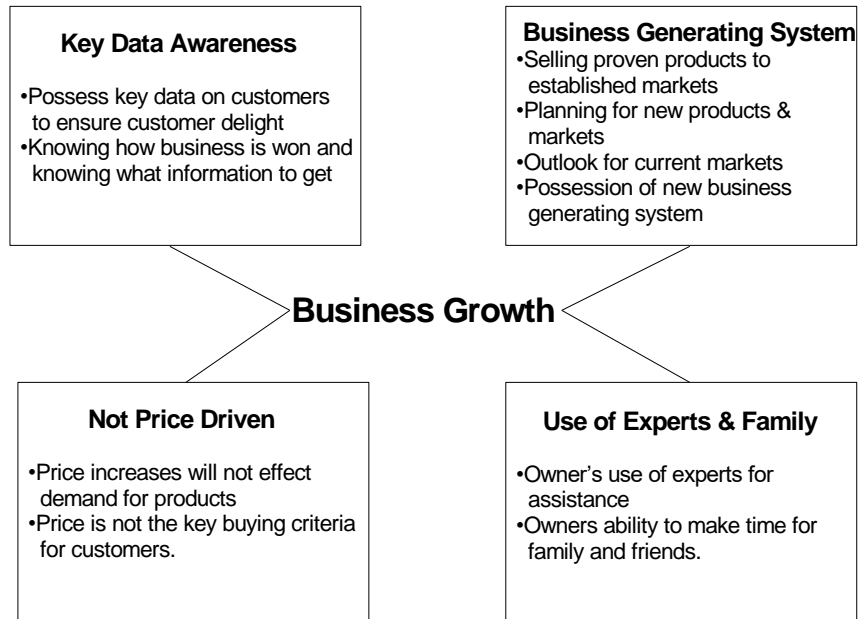 Key Data Awareness
•Possess key data on customers
to ensure customer delight
•Knowing how business is won and
knowing what information to get
Business Generating System
•Selling proven products to
established markets
•Planning for new products &
markets
•Outlook for current markets
•Possession of new business
generating system
Business Growth
Not Price Driven
•Price increases will not effect
demand for products
•Price is not the key buying criteria
for customers.
Use of Experts & Family
•Owner's use of experts for
assistance
•Owners ability to make time for
family and friends.